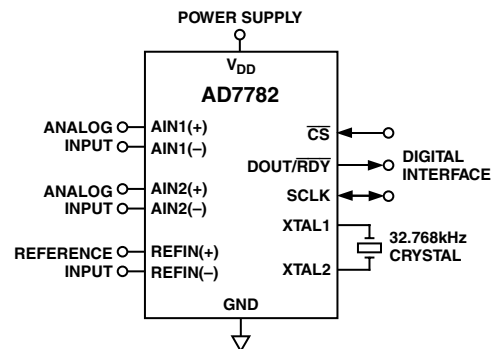 POWER SUPPLY
VDD
AD7782
ANALOG
INPUT
AIN1(+)
AIN1(–)
ANALOG
INPUT
AIN2(+)
AIN2(–)
REFERENCE
INPUT
REFIN(+)
REFIN(–)
CS
DOUT/RDY
SCLK
DIGITAL
INTERFACE
XTAL1
XTAL2
32.768kHz
CRYSTAL
GND